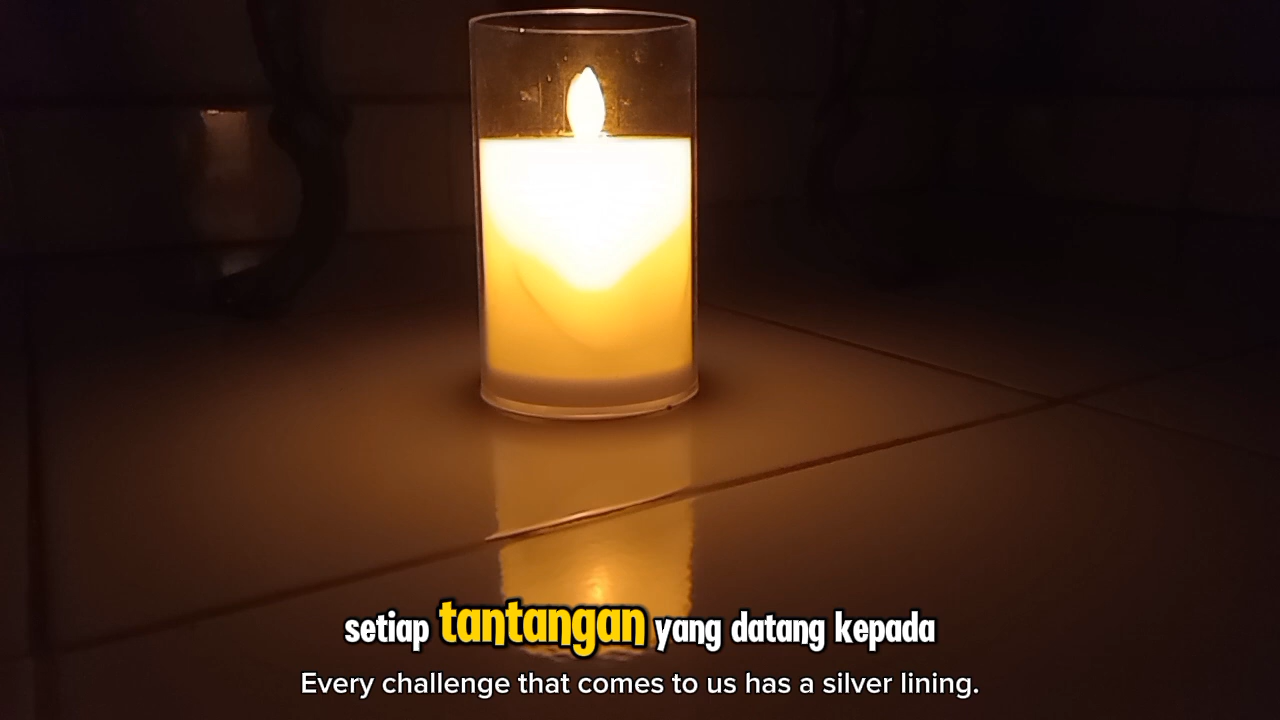 setiap tantangan yang datang kepada
Every challenge that comes to us has a silver lining.